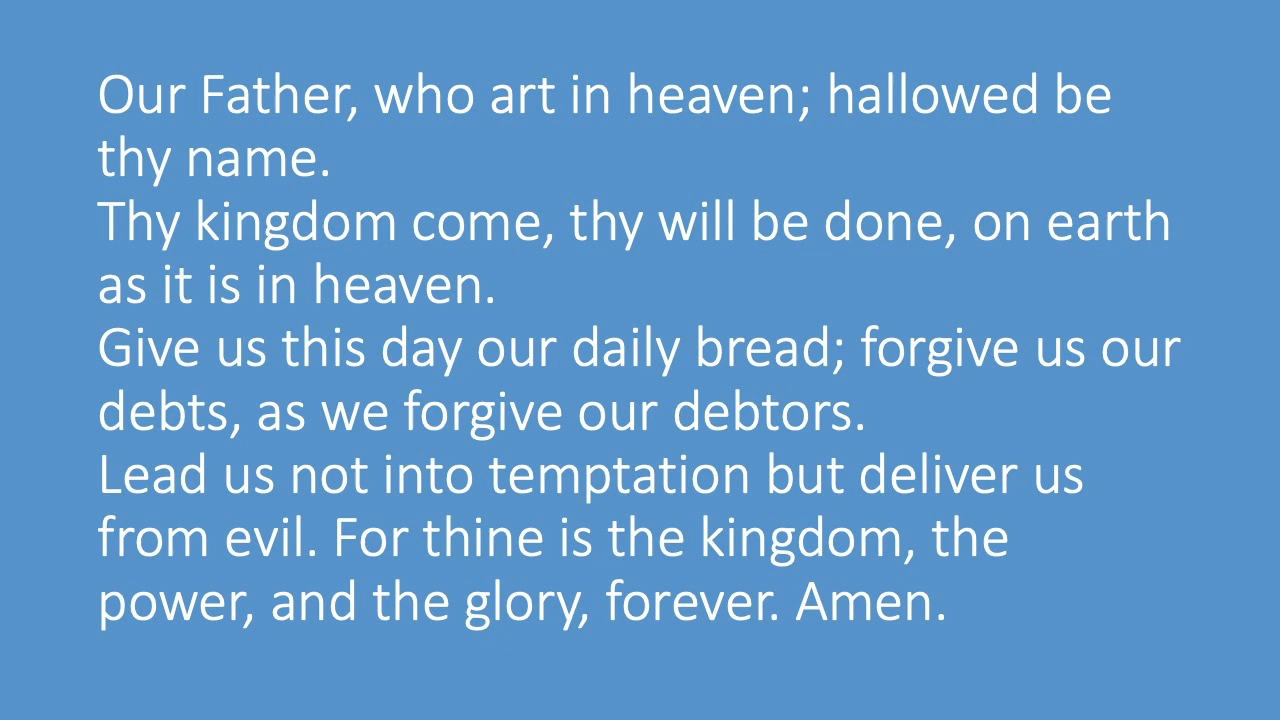 Our Father, who art in heaven; hallowed be
thy name.
Thy kingdom come, thy will be done, on earth
as it is in heaven.
Give us this day our daily bread; forgive us our
debts, as we forgive our debtors.
Lead us not into temptation but deliver us
from evil. For thine is the kingdom, the
power, and the glory, forever. Amen.